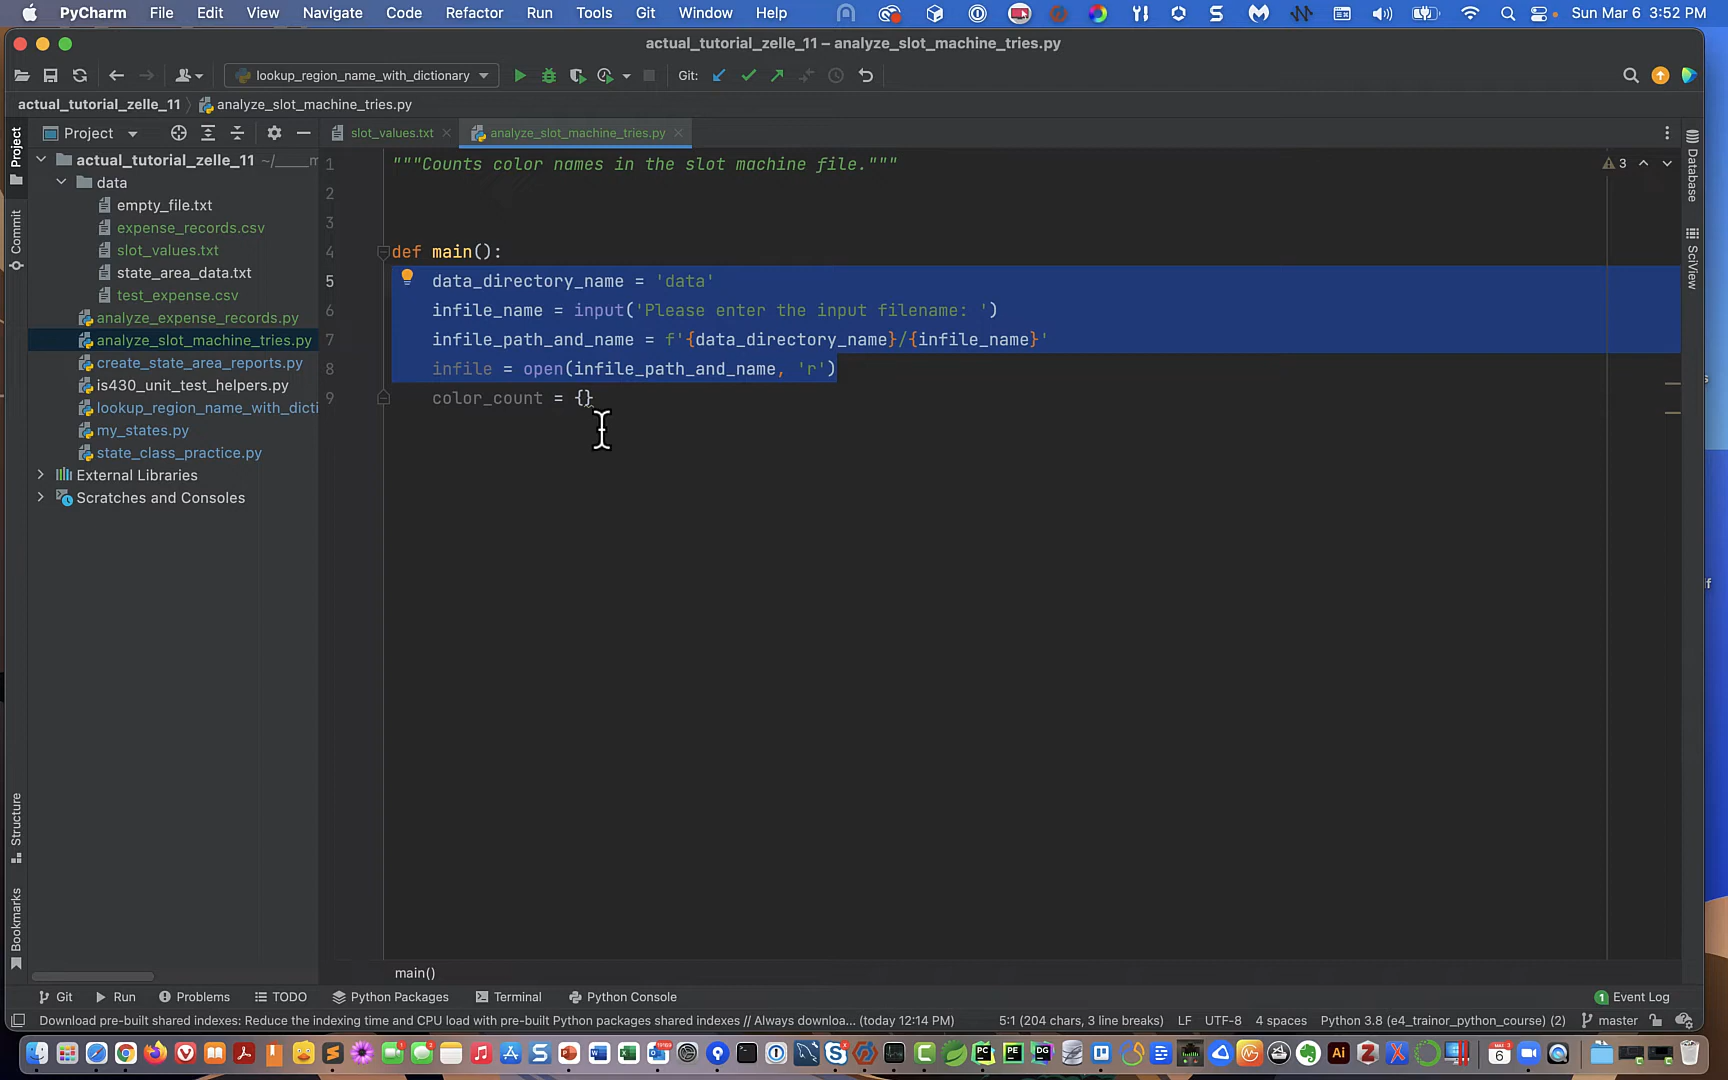 PyCharm File Edit View Navigate Code Refactor Run Tools Git Window Help Sun Mar 6 3:52 PM
actual_tutorial_zelle_11 – analyze_slot_machine_tries.py
lookup_region_name_with_dictionary Git:
actual_tutorial_zelle_11 analyze_slot_machine_tries.py
Project
slot_values.txt analyze_slot_machine_tries.py
actual_tutorial_zelle_11 ~/____m
data
empty_file.txt
expense_records.csv
slot_values.txt
state_area_data.txt
test_expense.csv
analyze_expense_records.py
analyze_slot_machine_tries.py
create_state_area_reports.py
is430_unit_test_helpers.py
lookup_region_name_with_dicti
my_states.py
state_class_practice.py
External Libraries
Scratches and Consoles
Project
Commit
Structure
Bookmarks
1 """Counts color names in the slot machine file."""
2
3
4 def main():
5 data_directory_name = 'data'
6 infile_name = input('Please enter the input filename: ')
7 infile_path_and_name = f'{data_directory_name}/{infile_name}'
8 infile = open(infile_path_and_name, 'r')
9 color_count = {}
3
Database
SciView
main()
Git Run Problems TODO Python Packages Terminal Python Console 1 Event Log
Download pre-built shared indexes: Reduce the indexing time and CPU load with pre-built Python packages shared indexes // Always downloa... (today 12:14 PM) 5:1 (204 chars, 3 line breaks) LF UTF-8 4 spaces Python 3.8 (e4_trainor_python_course) (2) master